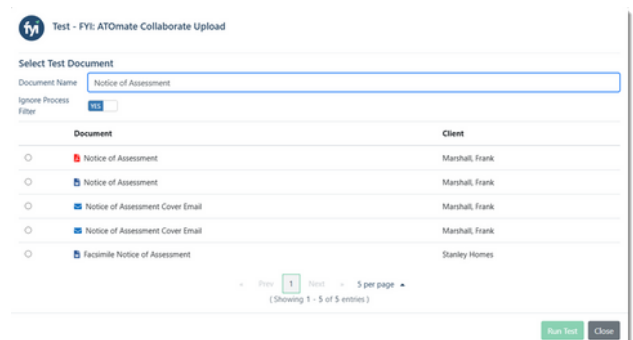 fyi Test - FYI: ATOmate Collaborate Upload
Select Test Document
Document Name Notice of Assessment
Ignore Process Filter YES
Document Client
Notice of Assessment Marshall, Frank
Notice of Assessment Marshall, Frank
Notice of Assessment Cover Email Marshall, Frank
Notice of Assessment Cover Email Marshall, Frank
Facsimile Notice of Assessment Stanley Homes
« Prev 1 Next » 5 per page
( Showing 1 - 5 of 5 entries )
Run Test Close